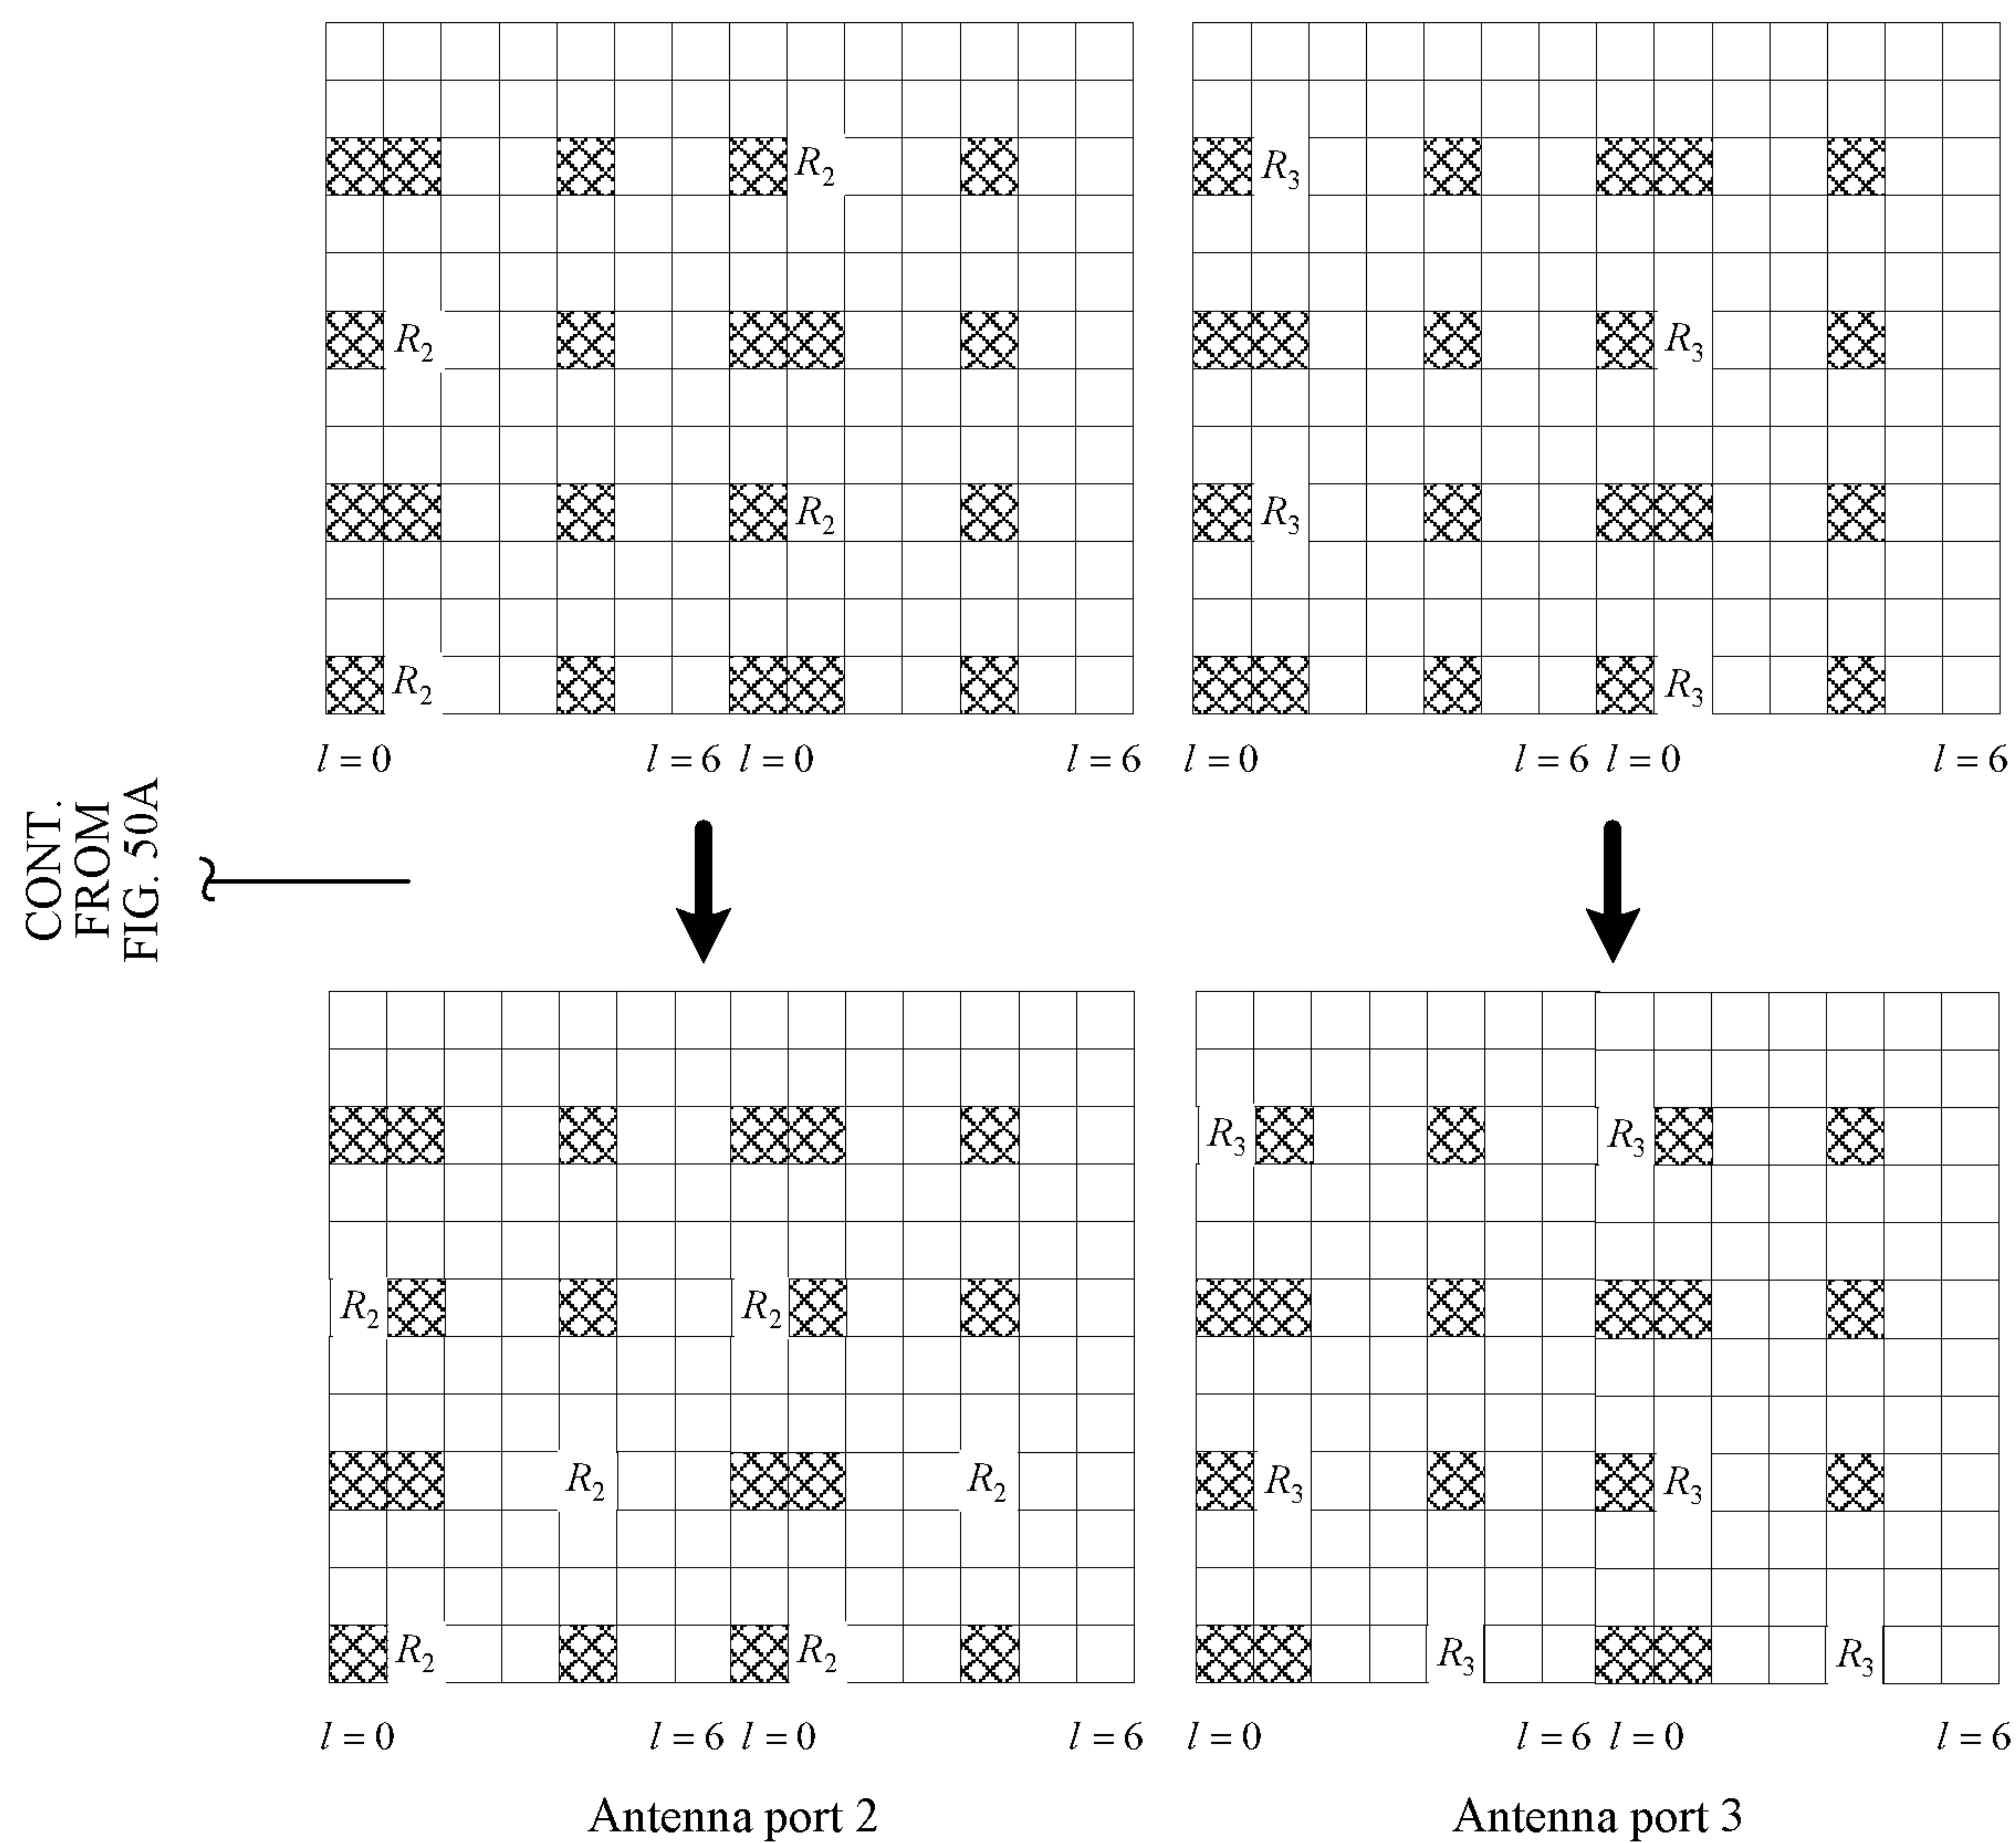 R2
R3
R2
R3
R3
R2
R2
R3
l = 0
l = 6
l = 0
l = 6
l = 0
l = 6
l = 0
l = 6
CONT.
FROM
FIG. 50A
R3
R3
R2
R2
R2
R2
R3
R3
R2
R2
R3
R3
l = 0
l = 6
l = 0
l = 6
l = 0
l = 6
l = 0
l = 6
Antenna port 2
Antenna port 3